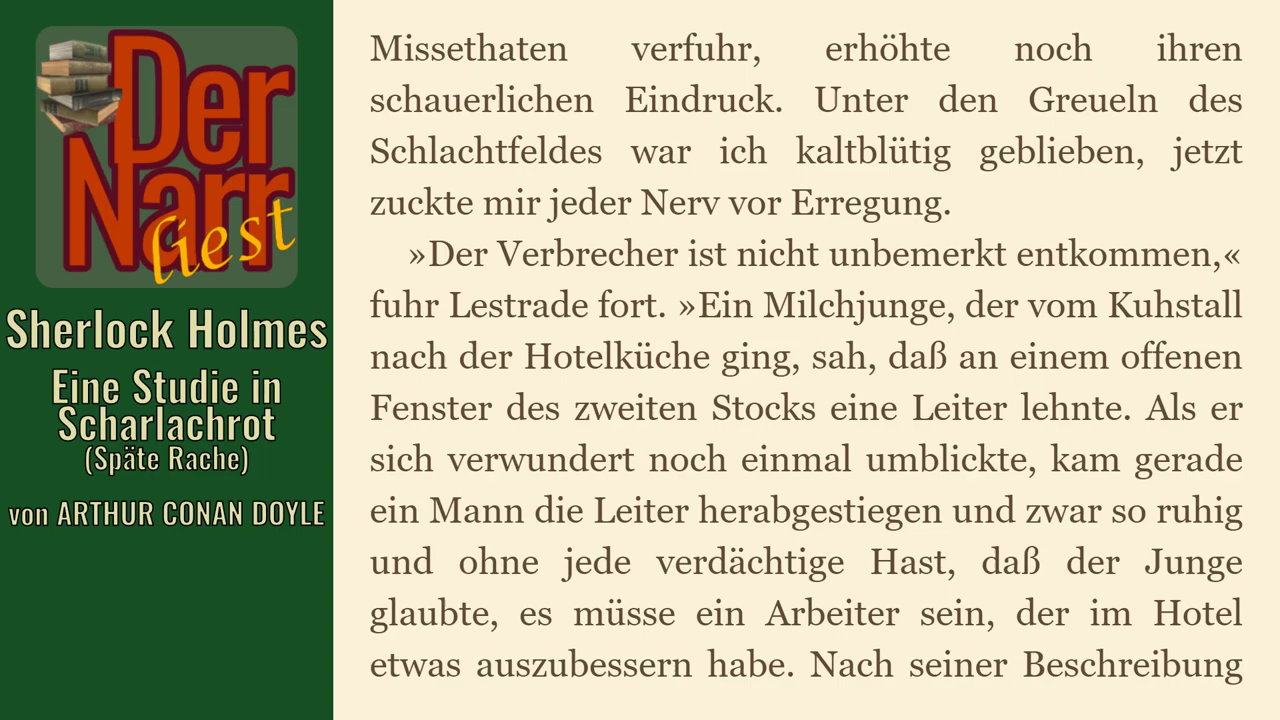 Der
Narr
liest
Sherlock Holmes
Eine Studie in
Scharlachrot
(Späte Rache)
von ARTHUR CONAN DOYLE
Missethaten verfuhr, erhöhte noch ihren
schauerlichen Eindruck. Unter den Greueln des
Schlachtfeldes war ich kaltblütig geblieben, jetzt
zuckte mir jeder Nerv vor Erregung.
»Der Verbrecher ist nicht unbemerkt entkommen,«
fuhr Lestrade fort. »Ein Milchjunge, der vom Kuhstall
nach der Hotelküche ging, sah, daß an einem offenen
Fenster des zweiten Stocks eine Leiter lehnte. Als er
sich verwundert noch einmal umblickte, kam gerade
ein Mann die Leiter herabgestiegen und zwar so ruhig
und ohne jede verdächtige Hast, daß der Junge
glaubte, es müsse ein Arbeiter sein, der im Hotel
etwas auszubessern habe. Nach seiner Beschreibung